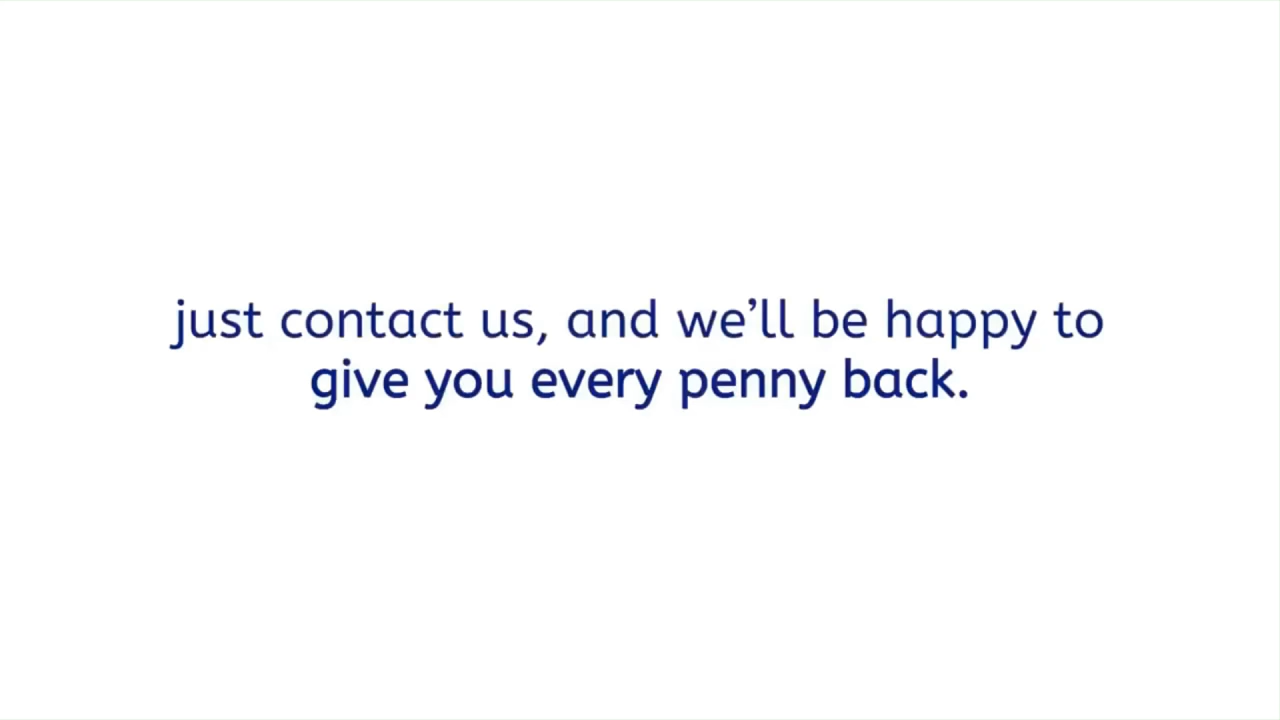 just contact us, and we’ll be happy to
give you every penny back.